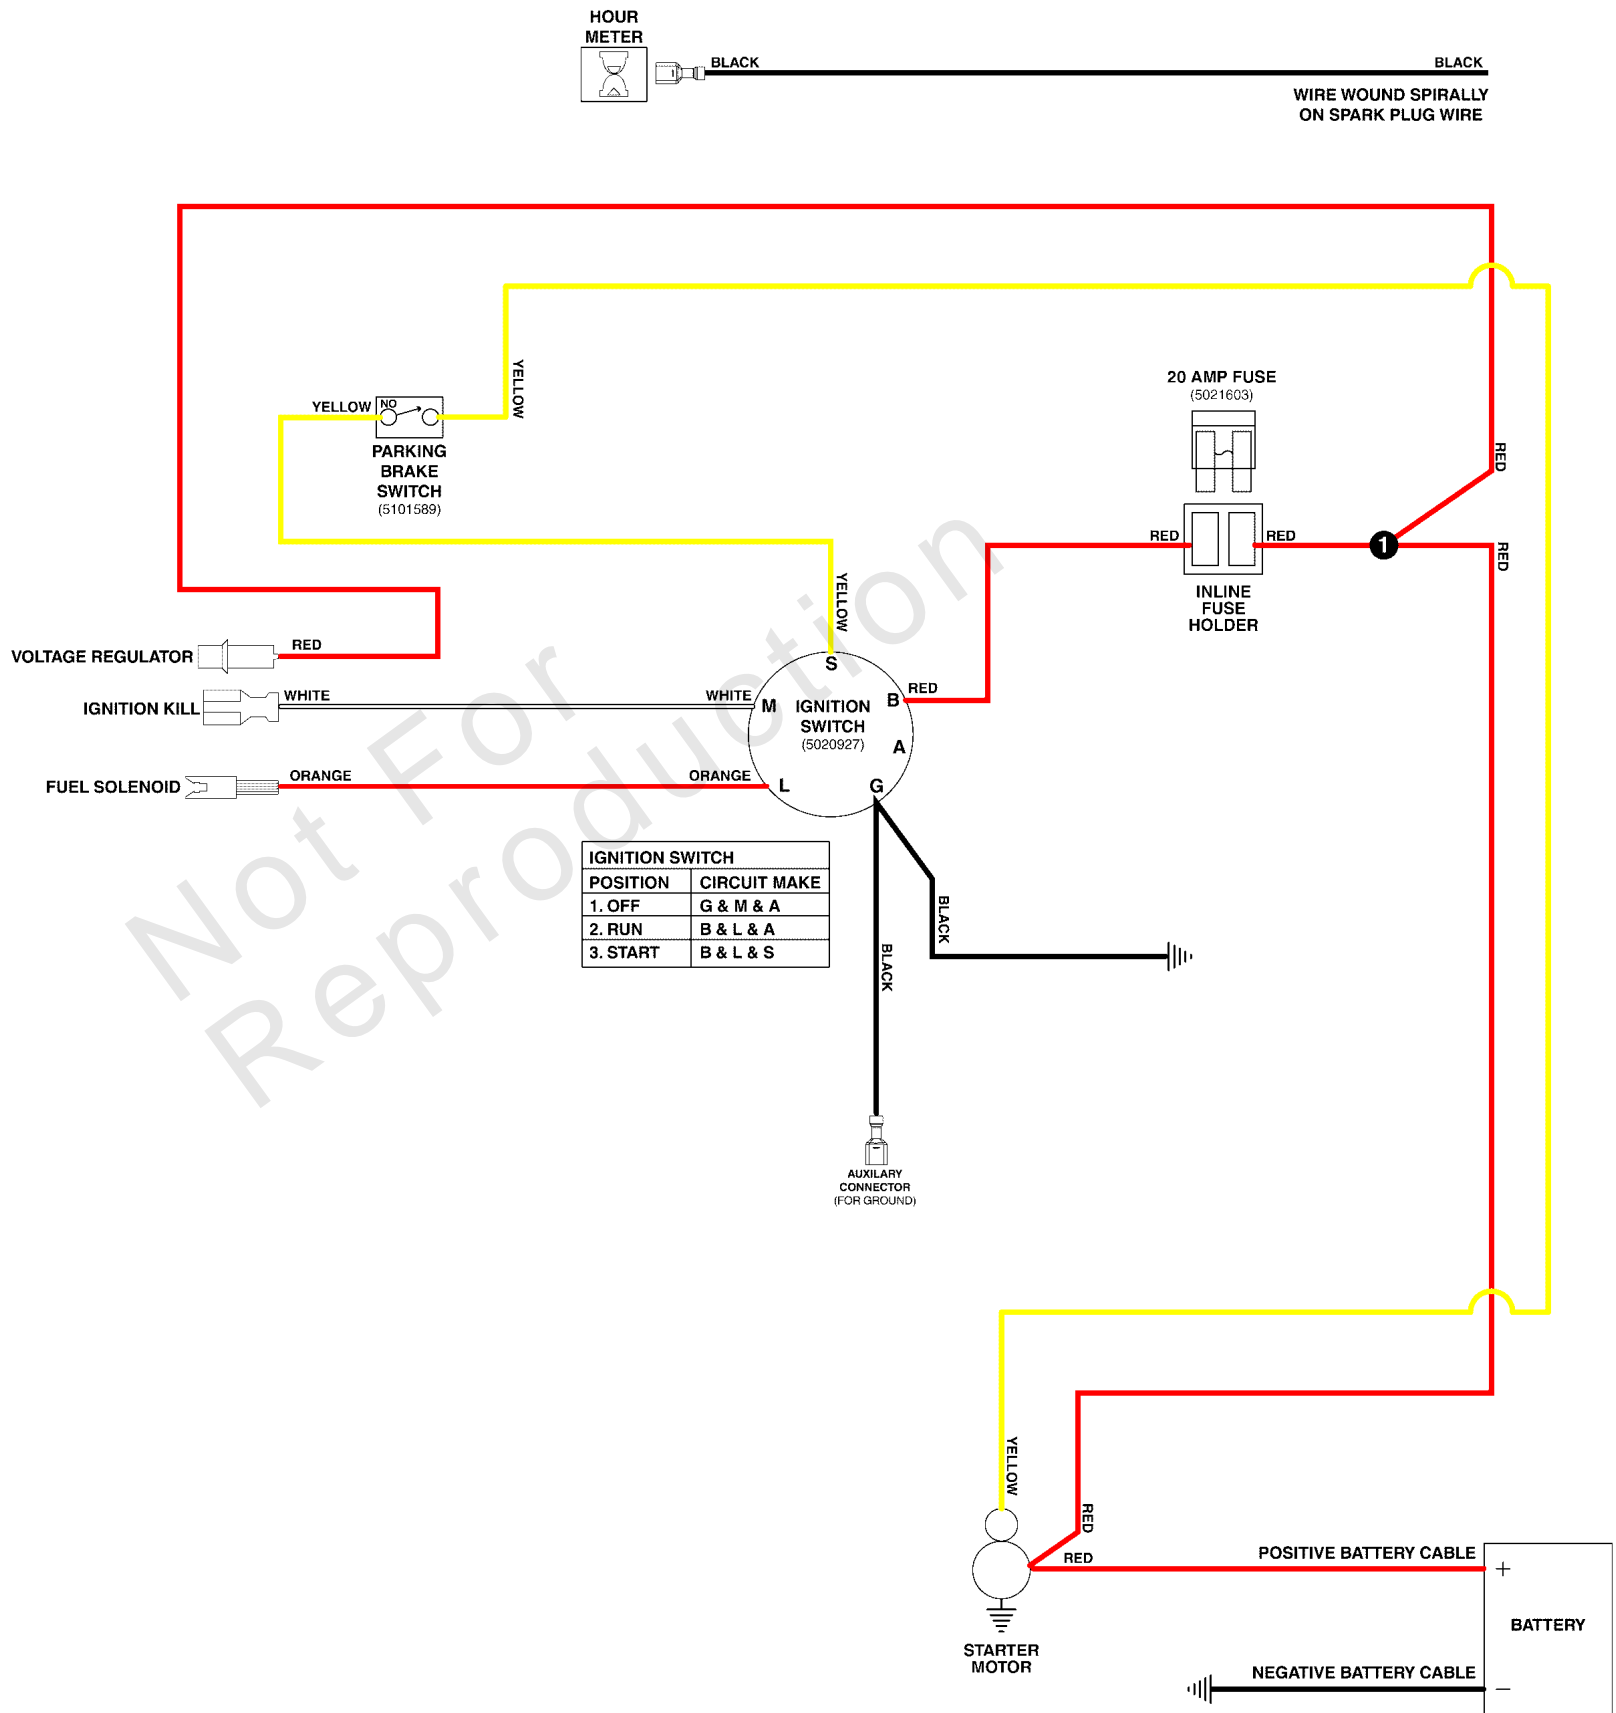 HOUR
METER
BLACK
BLACK
WIRE WOUND SPIRALLY
ON SPARK PLUG WIRE
YELLOW
20 AMP FUSE
(5021603)
YELLOW
NO
PARKING
BRAKE
SWITCH
(5101589)
RED
RED
RED
1
RED
INLINE
FUSE
HOLDER
YELLOW
VOLTAGE REGULATOR
RED
S
IGNITION KILL
WHITE
WHITE
M
IGNITION
SWITCH
(5020927)
B
RED
A
FUEL SOLENOID
ORANGE
ORANGE
L
G
IGNITION SWITCH
POSITION CIRCUIT MAKE
1. OFF G & M & A
2. RUN B & L & A
3. START B & L & S
BLACK
BLACK
AUXILARY
CONNECTOR
(FOR GROUND)
YELLOW
RED
RED
POSITIVE BATTERY CABLE
+
BATTERY
STARTER
MOTOR
NEGATIVE BATTERY CABLE
–
Not For
Reproduction